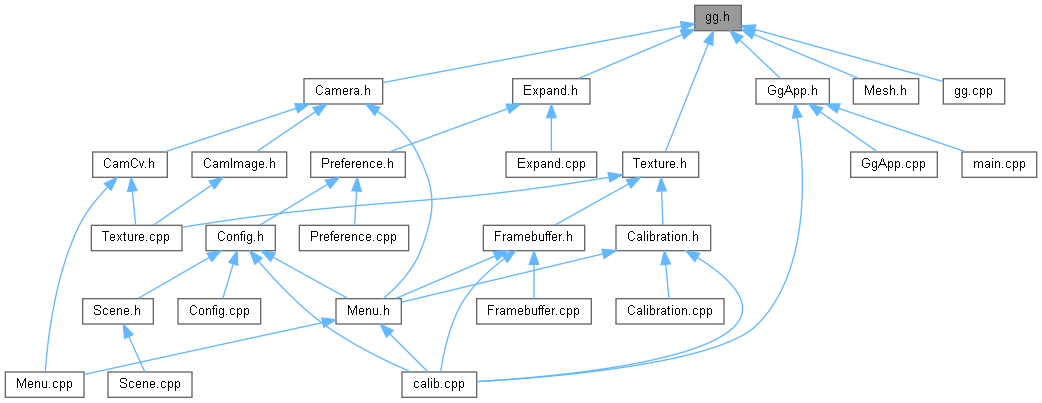 gg.h
Camera.h
Expand.h
GgApp.h
Mesh.h
gg.cpp
CamCv.h
CamImage.h
Preference.h
Expand.cpp
Texture.h
GgApp.cpp
main.cpp
Texture.cpp
Config.h
Preference.cpp
Framebuffer.h
Calibration.h
Scene.h
Config.cpp
Menu.h
Framebuffer.cpp
Calibration.cpp
Menu.cpp
Scene.cpp
calib.cpp